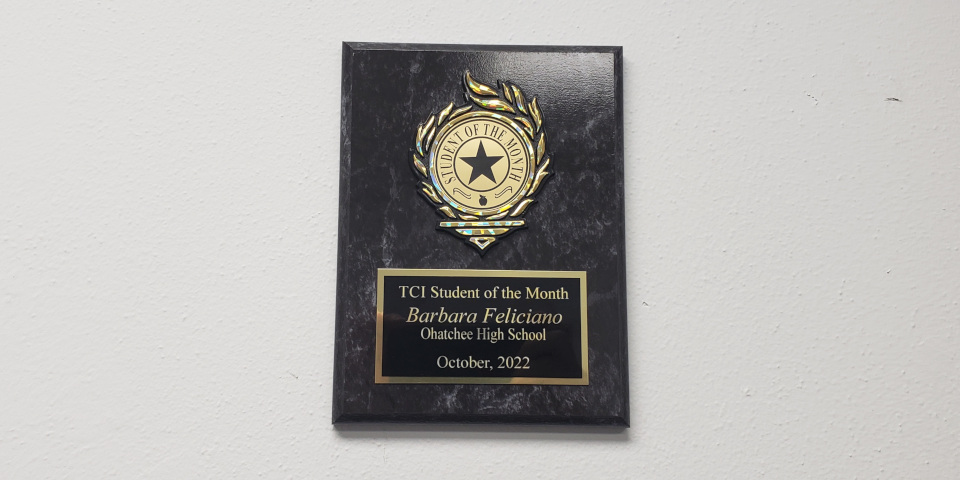 STUDENT OF THE MONTH
TCI Student of the Month
Barbara Feliciano
Ohatchee High School
October, 2022